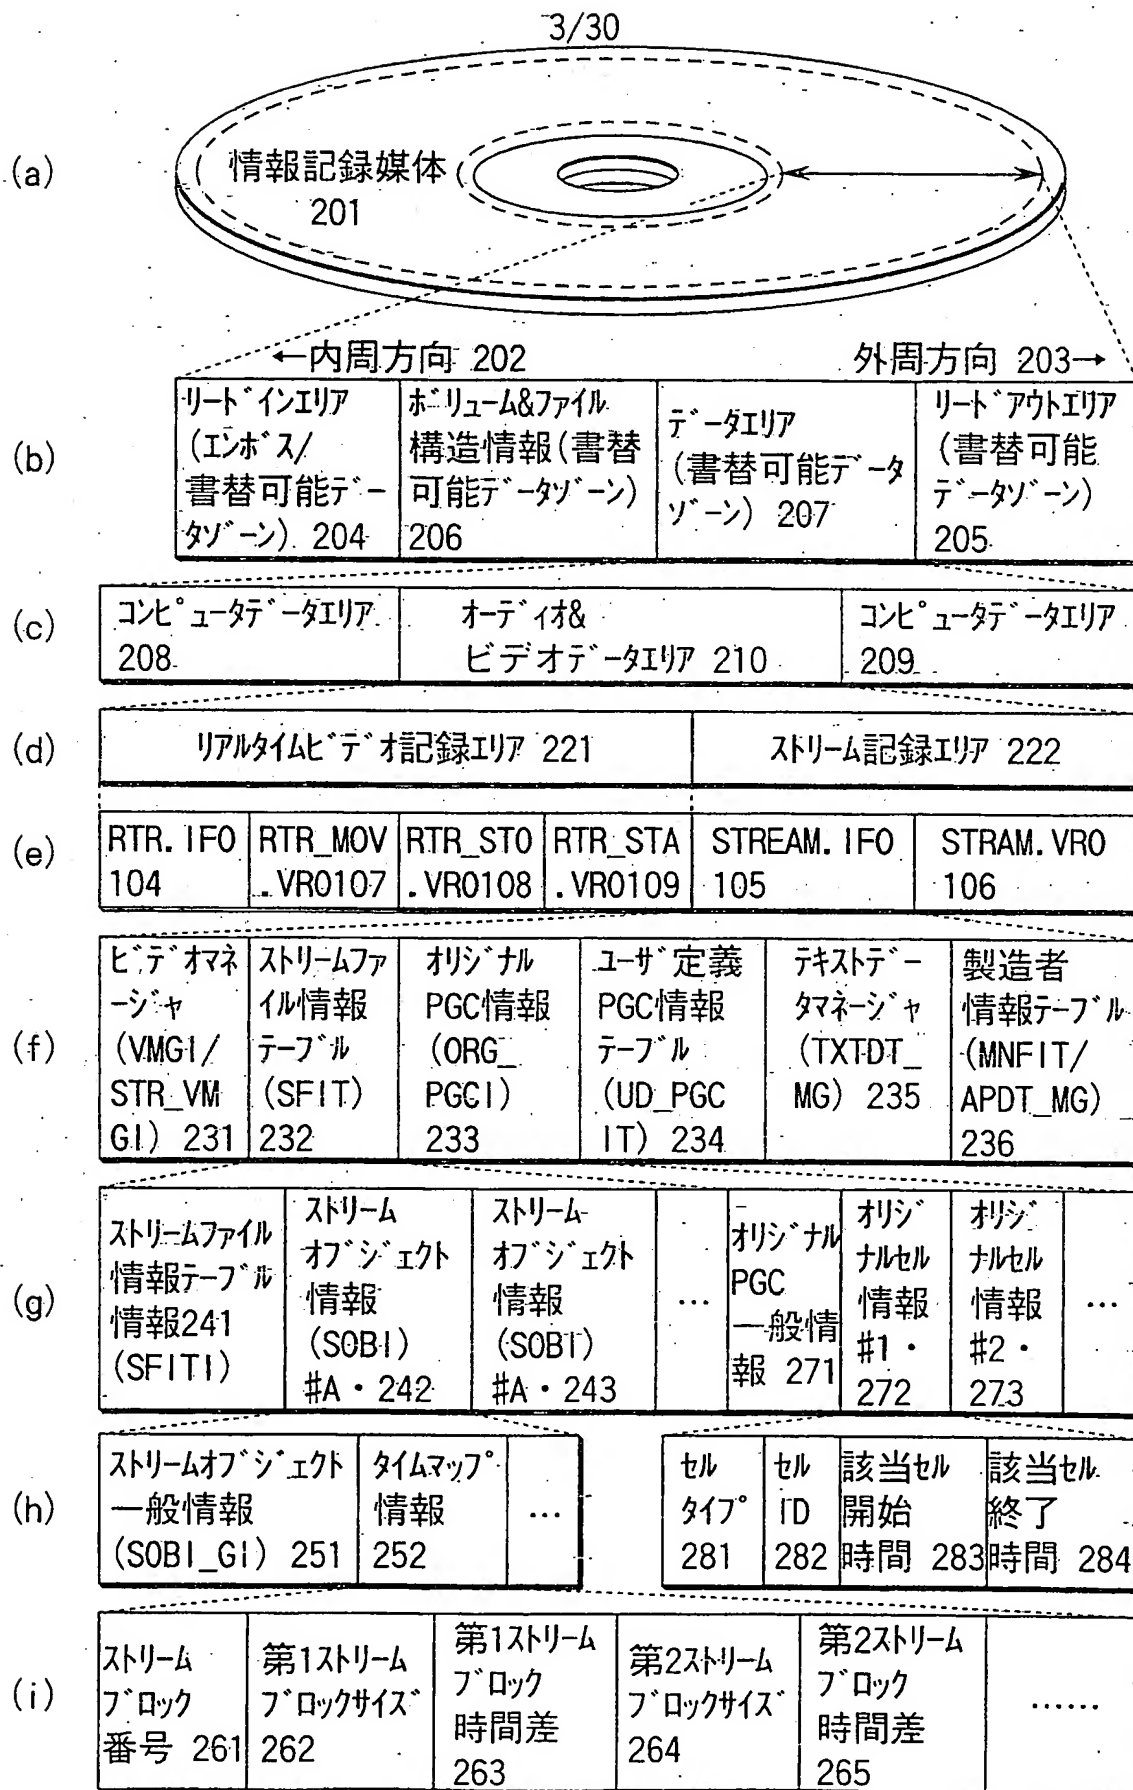 3/30
(a)
情報記録媒体
201
←内周方向 202
外周方向 203→
(b)
リードインエリア
(エンボス/
書替可能デー
タゾーン) 204
ボリューム&ファイル
構造情報(書替
可能データゾーン)
206
データエリア
(書替可能データ
ゾーン) 207
リードアウトエリア
(書替可能
データゾーン)
205
(c)
コンピュータデータエリア
208
オーディオ&
ビデオデータエリア 210
コンピュータデータエリア
209
(d)
リアルタイムビデオ記録エリア 221
ストリーム記録エリア 222
(e)
RTR.IFO
104
RTR_MOV
.VRO107
RTR_STO
.VRO108
RTR_STA
.VRO109
STREAM.IFO
105
STRAM.VRO
106
(f)
ビデオマネ
ージャ
(VMGI/
STR_VM
GI) 231
ストリームファ
イル情報
テーブル
(SFIT)
232
オリジナル
PGC情報
(ORG_
PGCI)
233
ユーザ定義
PGC情報
テーブル
(UD_PGC
IT) 234
テキストデー
タマネージャ
(TXTDT_
MG) 235
製造者
情報テーブル
(MNFIT/
APDT_MG)
236
(g)
ストリームファイル
情報テーブル
情報241
(SFITI)
ストリーム
オブジェクト
情報
(SOBI)
#A・242
ストリーム
オブジェクト
情報
(SOBI)
#A・243
…
オリジナル
PGC
一般情
報 271
オリジ
ナルセル
情報
#1・
272
オリジ
ナルセル
情報
#2・
273
…
(h)
ストリームオブジェクト
一般情報
(SOBI_GI) 251
タイムマップ
情報
252
…
セル
タイプ
281
セル
ID
282
該当セル
開始
時間 283
該当セル
終了
時間 284
(i)
ストリーム
ブロック
番号 261
第1ストリーム
ブロックサイズ
262
第1ストリーム
ブロック
時間差
263
第2ストリーム
ブロックサイズ
264
第2ストリーム
ブロック
時間差
265
……